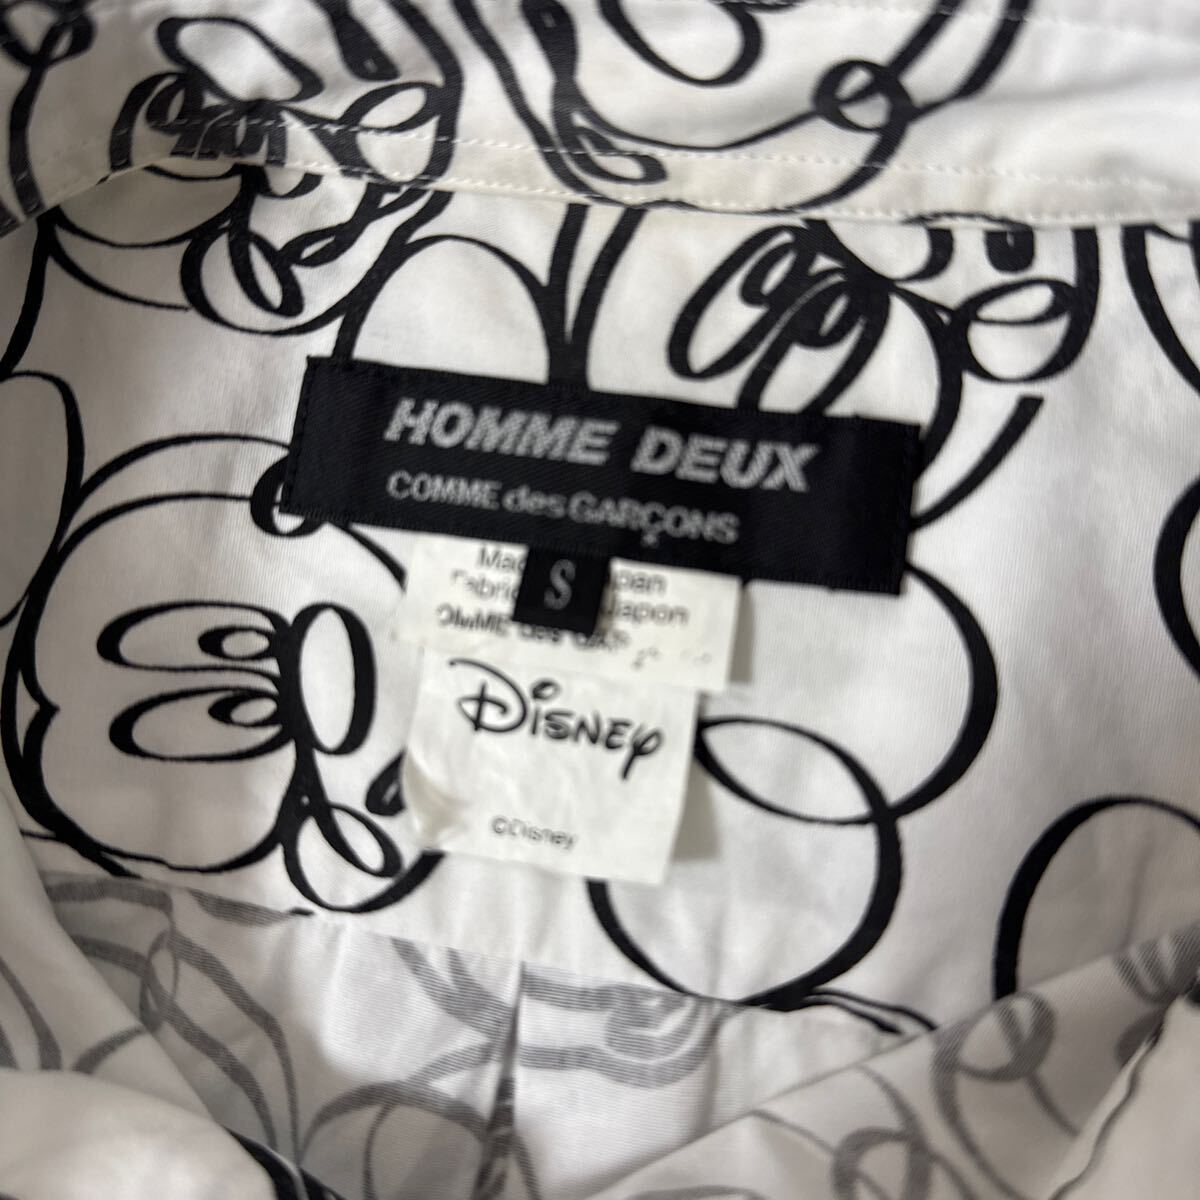 HOMME DEUX
COMME des GARÇONS
S
Disney
©Disney